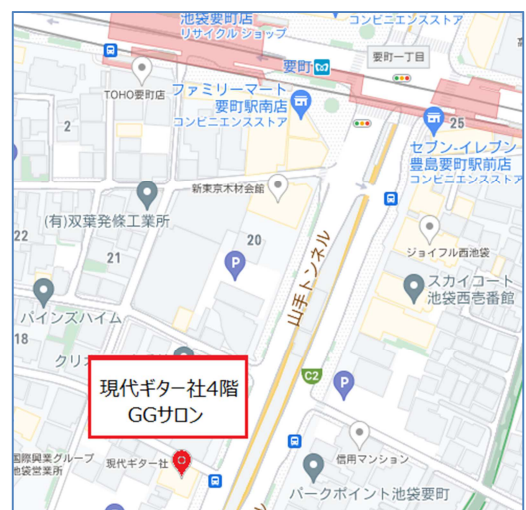 池袋要町店
リサイクル ショップ
コンビニエンスストア
要町
要町一丁目
TOHO要町店
ファミリーマート
要町駅南店
コンビニエンスストア
2
25
セブン-イレブン
豊島要町駅前店
コンビニエンスストア
新東京木材会館
(有)双葉発條工業所
22
21
20
P
山手トンネル
ジョイフル西池袋
スカイコート
池袋西壱番館
パインズハイム
18
クリ
C2
P
現代ギター社4階
GGサロン
国際興業グループ
池袋営業所
現代ギター社
信用マンション
パークポイント池袋要町